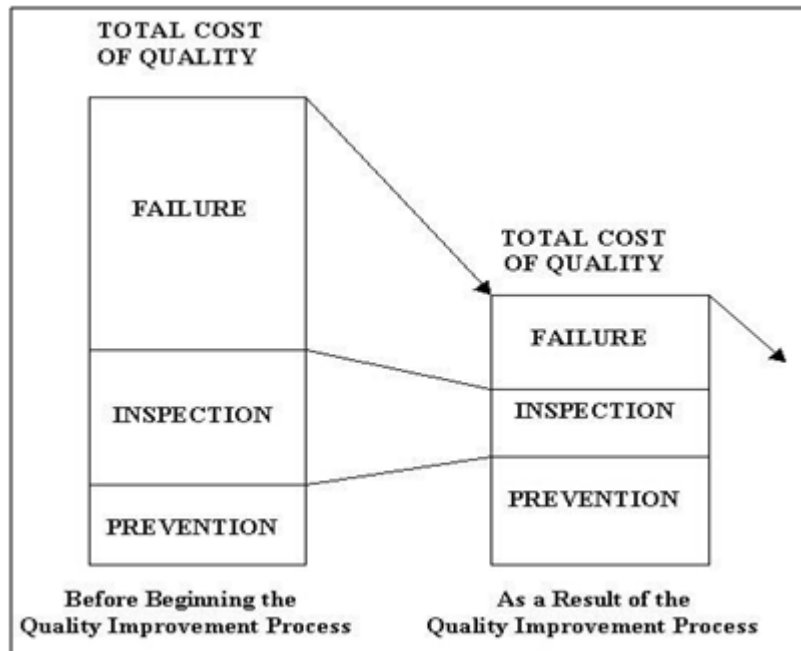 TOTAL COST
OF QUALITY
FAILURE
INSPECTION
PREVENTION
Before Beginning the
Quality Improvement Process
TOTAL COST
OF QUALITY
FAILURE
INSPECTION
PREVENTION
As a Result of the
Quality Improvement Process